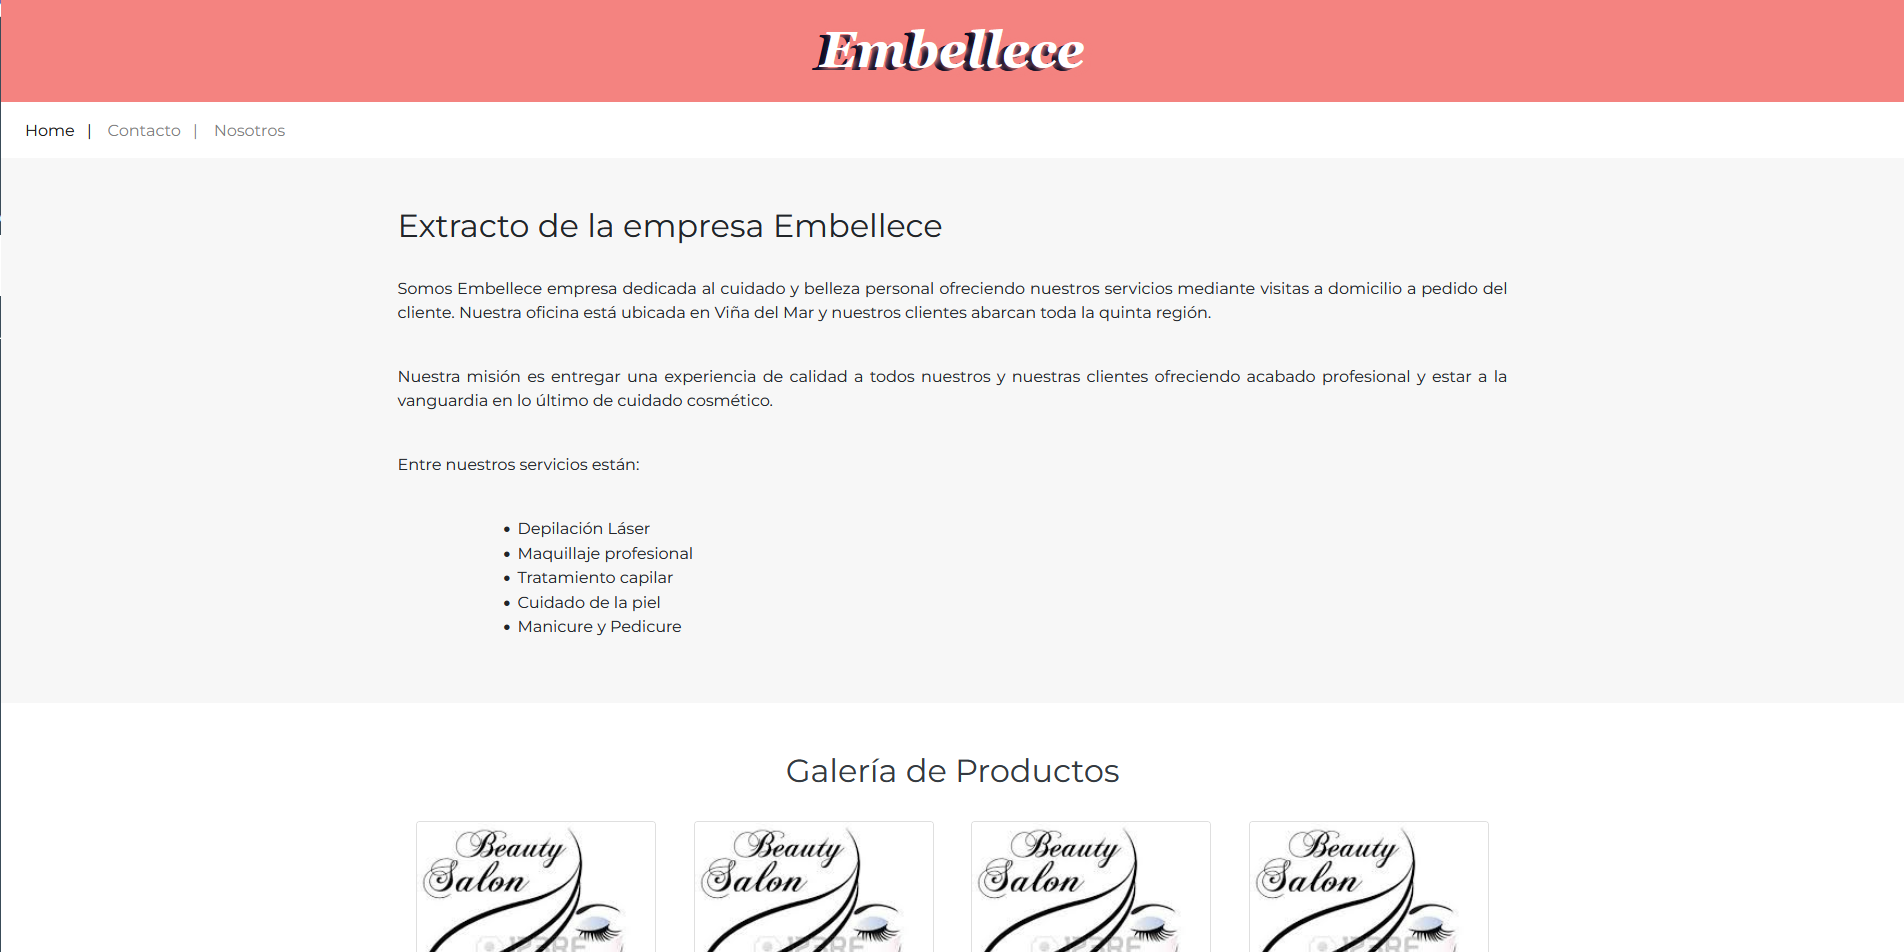 Embellece
Home | Contacto | Nosotros
Extracto de la empresa Embellece
Somos Embellece empresa dedicada al cuidado y belleza personal ofreciendo nuestros servicios mediante visitas a domicilio a pedido del
cliente. Nuestra oficina está ubicada en Viña del Mar y nuestros clientes abarcan toda la quinta región.
Nuestra misión es entregar una experiencia de calidad a todos nuestros y nuestras clientes ofreciendo acabado profesional y estar a la
vanguardia en lo último de cuidado cosmético.
Entre nuestros servicios están:
• Depilación Láser
• Maquillaje profesional
• Tratamiento capilar
• Cuidado de la piel
• Manicure y Pedicure
Galería de Productos
Beauty
Salon
Beauty
Salon
Beauty
Salon
Beauty
Salon